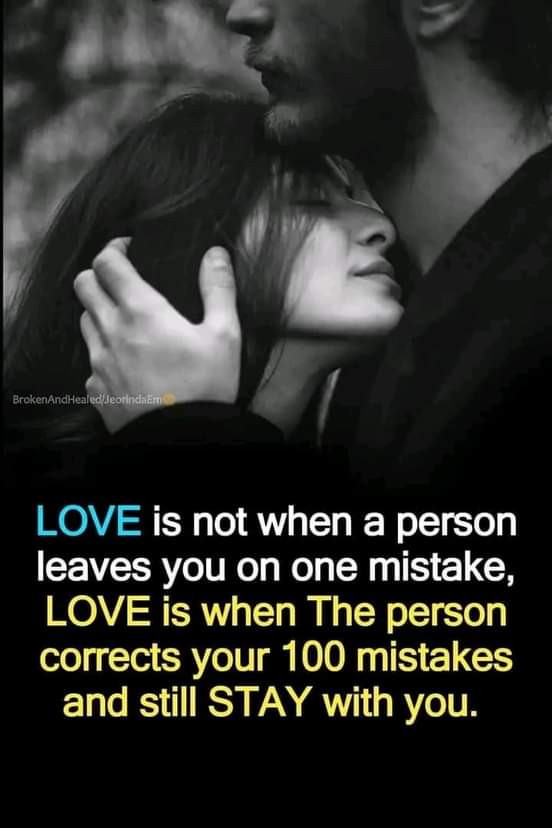 BrokenAndHealed/JeorindaEm
LOVE is not when a person
leaves you on one mistake,
LOVE is when The person
corrects your 100 mistakes
and still STAY with you.